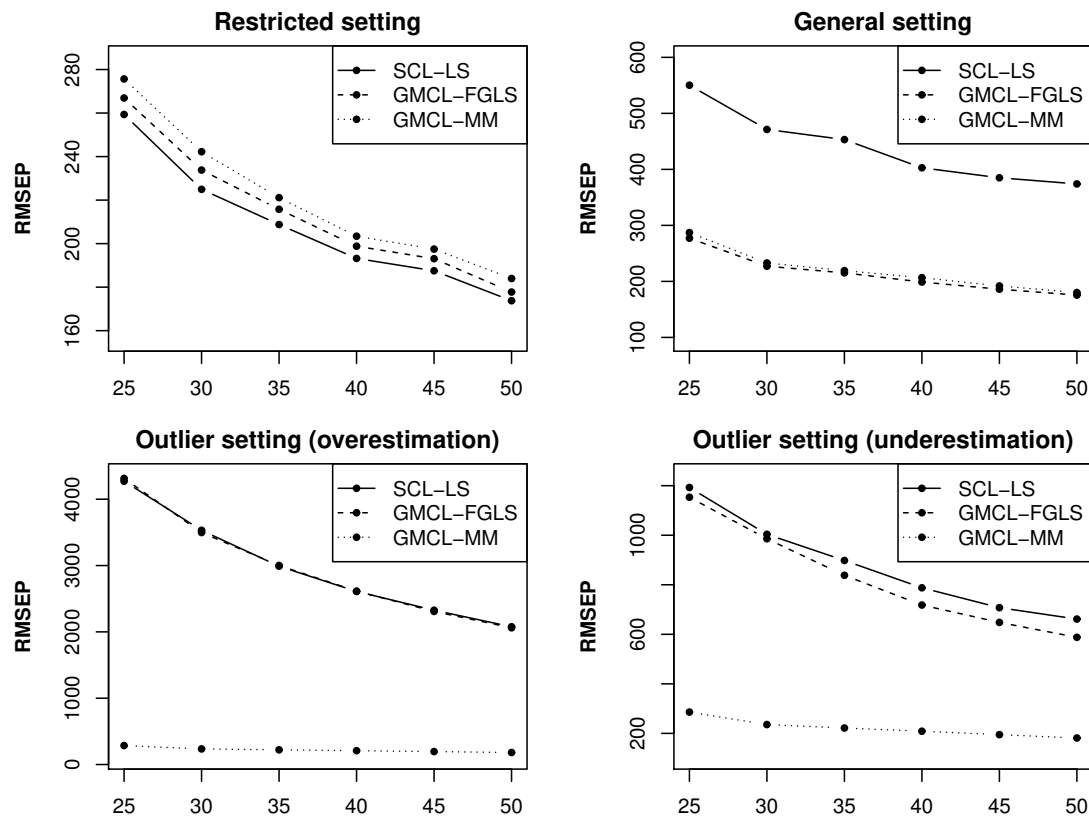 Restricted setting
RMSEP
280
240
200
160
SCL−LS
GMCL−FGLS
GMCL−MM
25 30 35 40 45 50
General setting
RMSEP
600
500
400
300
200
100
SCL−LS
GMCL−FGLS
GMCL−MM
25 30 35 40 45 50
Outlier setting (overestimation)
RMSEP
4000
3000
2000
1000
0
SCL−LS
GMCL−FGLS
GMCL−MM
25 30 35 40 45 50
Outlier setting (underestimation)
RMSEP
1000
600
200
SCL−LS
GMCL−FGLS
GMCL−MM
25 30 35 40 45 50